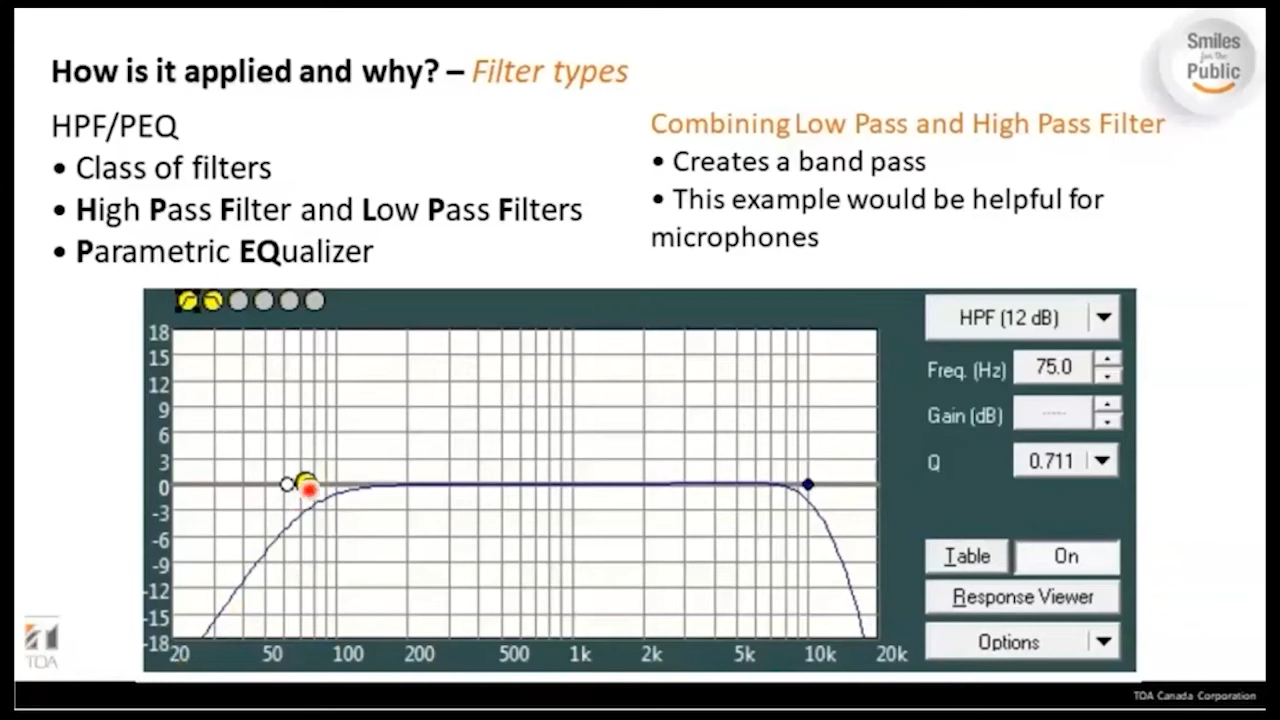 How is it applied and why? – Filter types
Smiles
for the
Public
HPF/PEQ
• Class of filters
• High Pass Filter and Low Pass Filters
• Parametric EQualizer
Combining Low Pass and High Pass Filter
• Creates a band pass
• This example would be helpful for
microphones
18
15
12
9
6
3
0
-3
-6
-9
-12
-15
-18
20 50 100 200 500 1k 2k 5k 10k 20k
HPF (12 dB)
Freq. (Hz) 75.0
Gain (dB) -----
Q 0.711
Table On
Response Viewer
Options
TOA
TOA Canada Corporation